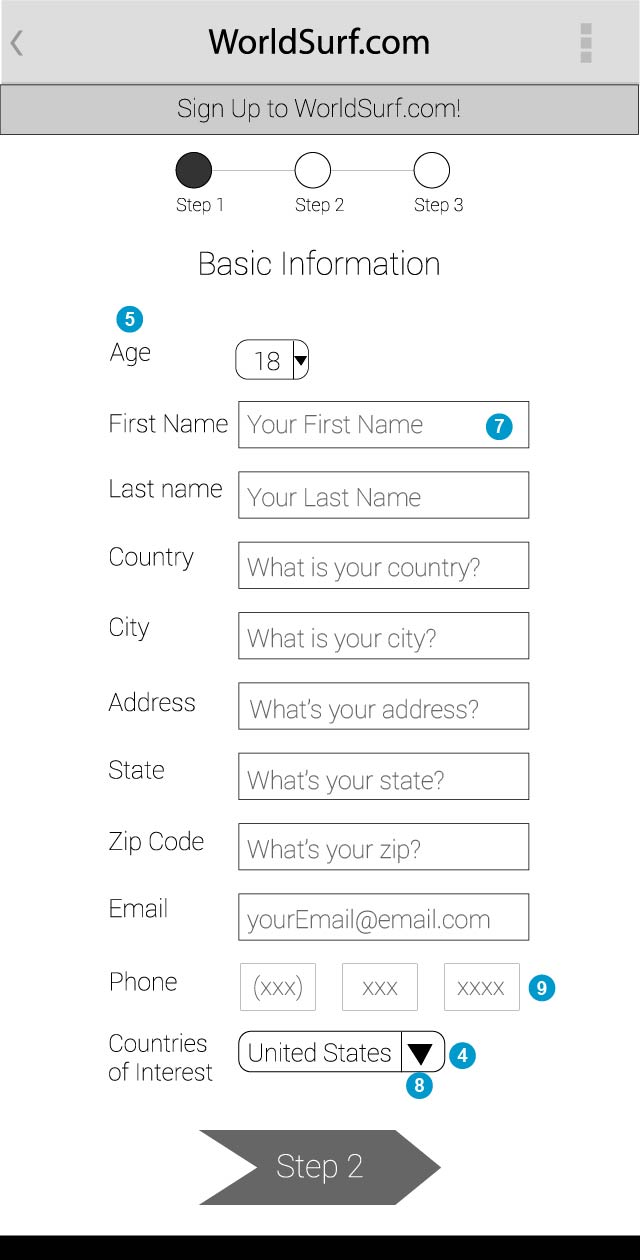 WorldSurf.com
Sign Up to WorldSurf.com!
Step 1 Step 2 Step 3
Basic Information
5
Age 18
First Name Your First Name 7
Last name Your Last Name
Country What is your country?
City What is your city?
Address What's your address?
State What's your state?
Zip Code What's your zip?
Email yourEmail@email.com
Phone (xxx) xxx xxxx 9
Countries
of Interest United States 4
8
Step 2